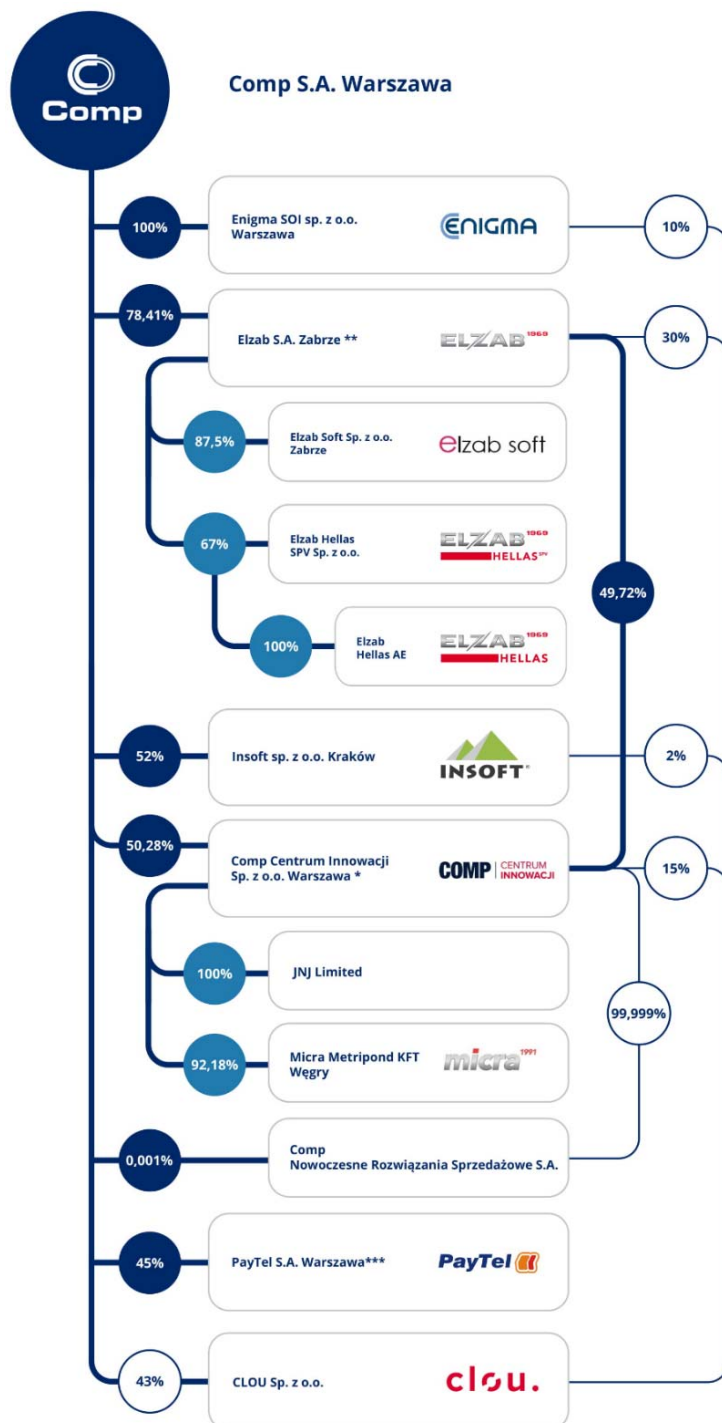 Comp
Comp S.A. Warszawa
100%
Enigma SOI sp. z o.o.
Warszawa
ENIGMA
10%
78,41%
Elzab S.A. Zabrze **
ELZAB 1969
30%
87,5%
Elzab Soft Sp. z o.o.
Zabrze
elzab soft
67%
Elzab Hellas
SPV Sp. z o.o.
ELZAB 1969
HELLAS SPV
49,72%
100%
Elzab
Hellas AE
ELZAB 1969
HELLAS
52%
Insoft sp. z o.o. Kraków
INSOFT®
2%
50,28%
Comp Centrum Innowacji
Sp. z o.o. Warszawa *
COMP CENTRUM
INNOWACJI
15%
100%
JNJ Limited
99,999%
92,18%
Micra Metripond KFT
Węgry
micra 1991
0,001%
Comp
Nowoczesne Rozwiązania Sprzedażowe S.A.
45%
PayTel S.A. Warszawa***
PayTel
43%
CLOU Sp. z o.o.
clou.